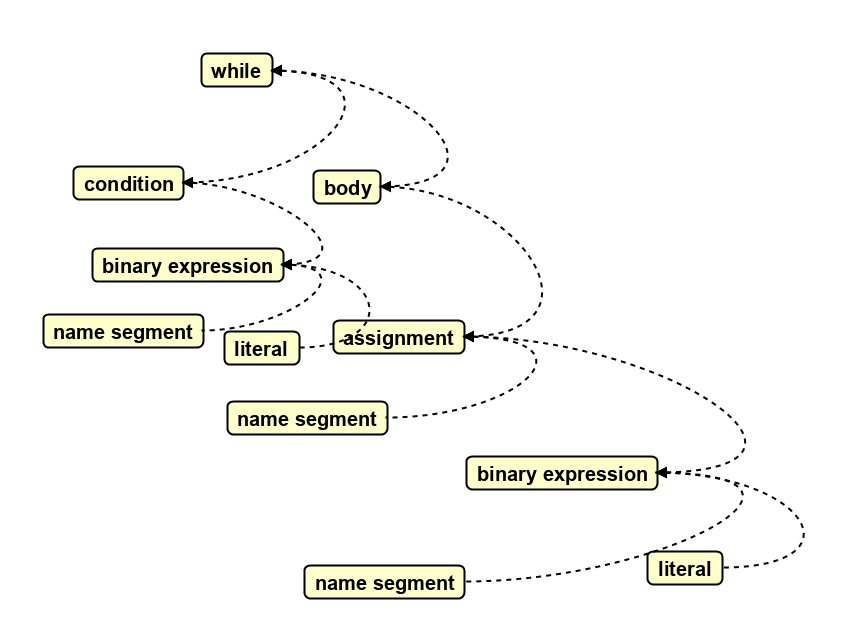 while
condition
body
binary expression
name segment
literal
assignment
name segment
binary expression
literal
name segment